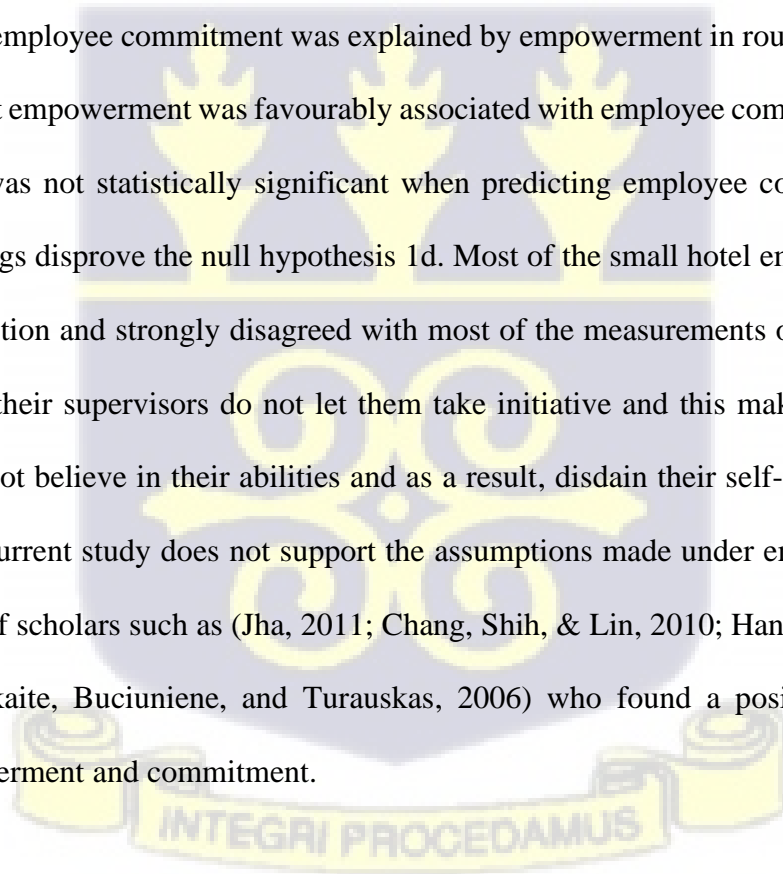 employee commitment was explained by empowerment in rou
empowerment was favourably associated with employee com
was not statistically significant when predicting employee co
gs disprove the null hypothesis 1d. Most of the small hotel en
tion and strongly disagreed with most of the measurements o
their supervisors do not let them take initiative and this mak
ot believe in their abilities and as a result, disdain their self-
urrent study does not support the assumptions made under en
f scholars such as (Jha, 2011; Chang, Shih, & Lin, 2010; Han
kaite, Buciuniene, and Turauskas, 2006) who found a posi
erment and commitment.
INTEGRI PROCEDAMUS